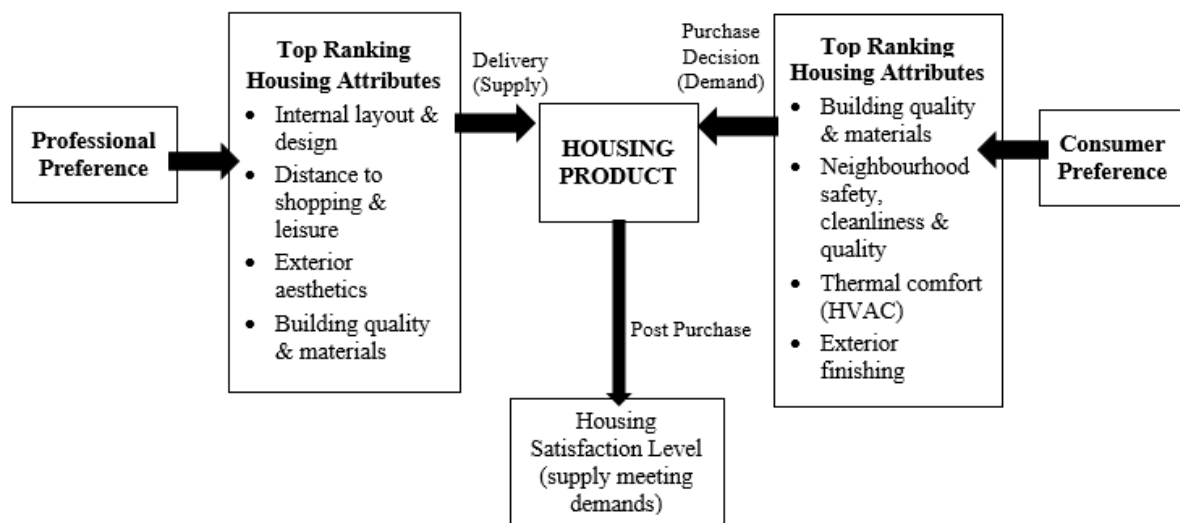 Professional
Preference
Top Ranking
Housing Attributes
• Internal layout &
design
• Distance to
shopping &
leisure
• Exterior
aesthetics
• Building quality
& materials
Delivery
(Supply)
HOUSING
PRODUCT
Purchase
Decision
(Demand)
Top Ranking
Housing Attributes
• Building quality
& materials
• Neighbourhood
safety,
cleanliness &
quality
• Thermal comfort
(HVAC)
• Exterior
finishing
Consumer
Preference
Post Purchase
Housing
Satisfaction Level
(supply meeting
demands)